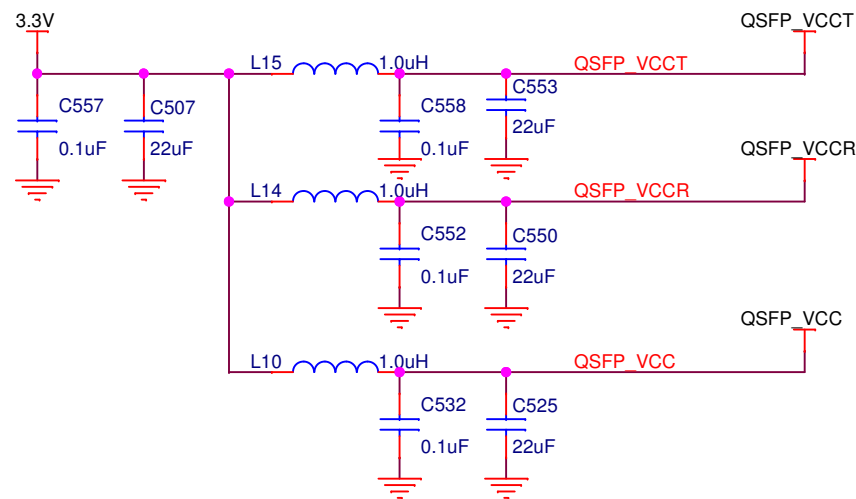 3.3V
QSFP_VCCT
L15
1.0uH
QSFP_VCCT
C557
0.1uF
C507
22uF
C558
0.1uF
C553
22uF
QSFP_VCCR
L14
1.0uH
QSFP_VCCR
C552
0.1uF
C550
22uF
QSFP_VCC
L10
1.0uH
QSFP_VCC
C532
0.1uF
C525
22uF